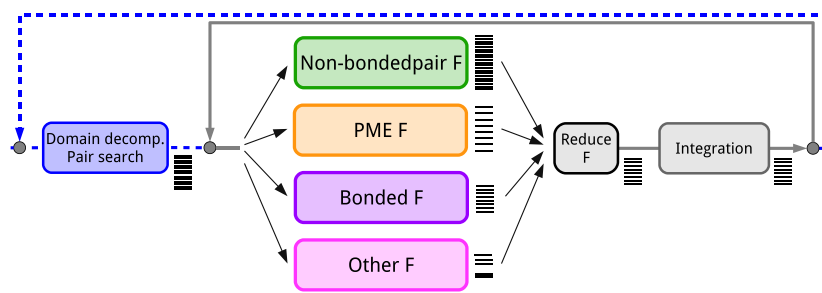 Non-bondedpair F
Domain decomp.
Pair search
PME F
Reduce
F
Integration
Bonded F
Other F